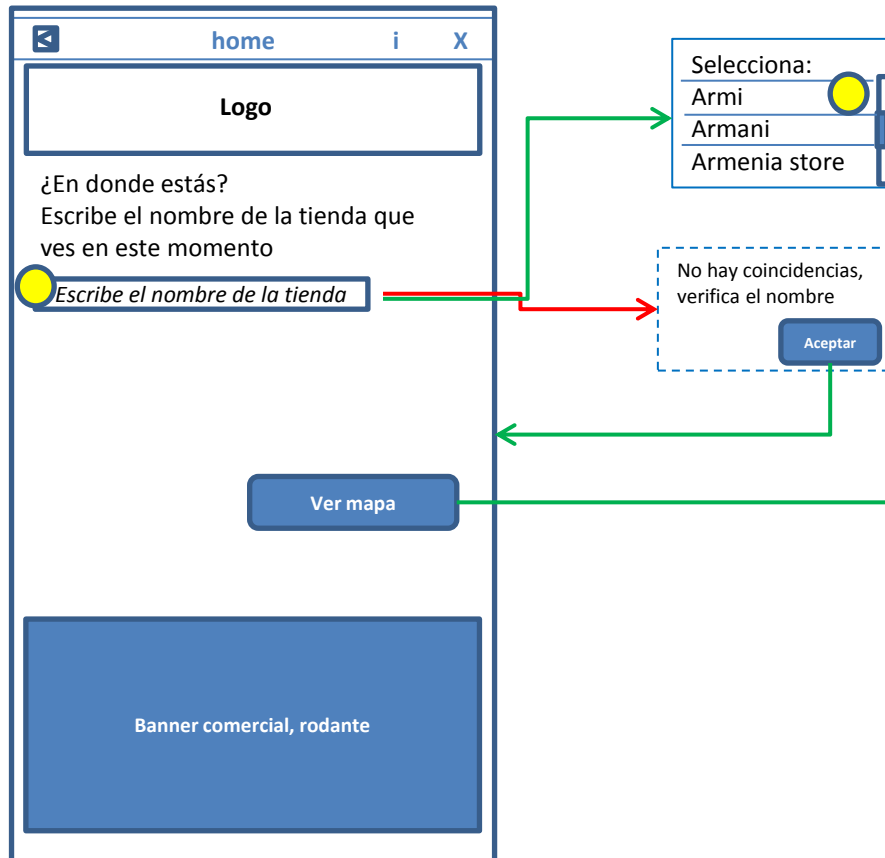 home i X
Logo
¿En donde estás?
Escribe el nombre de la tienda que
ves en este momento
Escribe el nombre de la tienda
Ver mapa
Banner comercial, rodante
Selecciona:
Armi
Armani
Armenia store
No hay coincidencias,
verifica el nombre
Aceptar